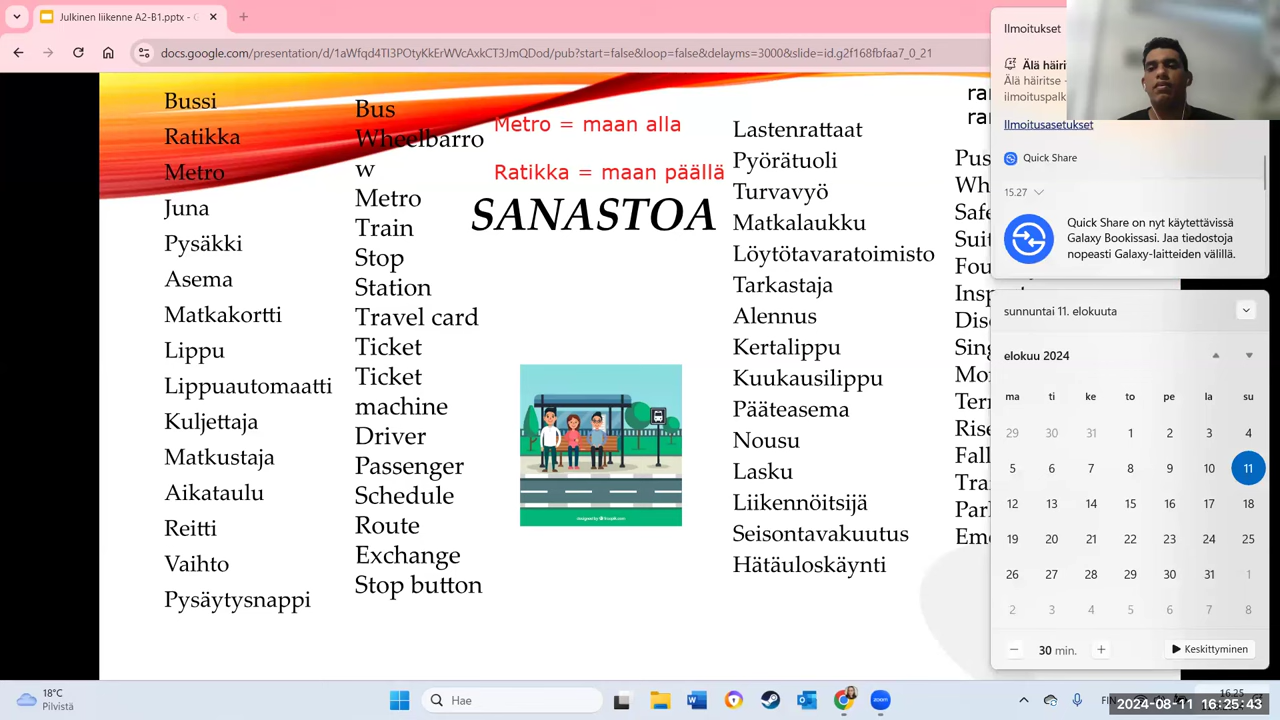 Julkinen liikenne A2-B1.pptx - G
docs.google.com/presentation/d/1aWfqd4TI3POtyKkErWVcAxkCT3JmQDod/pub?start=false&loop=false&delayms=3000&slide=id.g2f168fbfaa7_0_21
Bussi
Ratikka
Metro
Juna
Pysäkki
Asema
Matkakortti
Lippu
Lippuautomaatti
Kuljettaja
Matkustaja
Aikataulu
Reitti
Vaihto
Pysäytysnappi
Bus
Wheelbarro
w
Metro
Train
Stop
Station
Travel card
Ticket
Ticket
machine
Driver
Passenger
Schedule
Route
Exchange
Stop button
Metro = maan alla
Ratikka = maan päällä
SANASTOA
designed by freepik.com
Lastenrattaat
Pyörätuoli
Turvavyö
Matkalaukku
Löytötavaratoimisto
Tarkastaja
Alennus
Kertalippu
Kuukausilippu
Pääteasema
Nousu
Lasku
Liikennöitsijä
Seisontavakuutus
Hätäuloskäynti
Ilmoitukset
Älä häiri
Älä häiritse -
ilmoituspalk
Ilmoitusasetukset
Quick Share
15.27
Quick Share on nyt käytettävissä
Galaxy Bookissasi. Jaa tiedostoja
nopeasti Galaxy-laitteiden välillä.
sunnuntai 11. elokuuta
elokuu 2024
ma ti ke to pe la su
29 30 31 1 2 3 4
5 6 7 8 9 10 11
12 13 14 15 16 17 18
19 20 21 22 23 24 25
26 27 28 29 30 31 1
2 3 4 5 6 7 8
30 min.
Keskittyminen
18°C
Pilvistä
Hae
FIN
16.25
2024-08-11 16:25:43